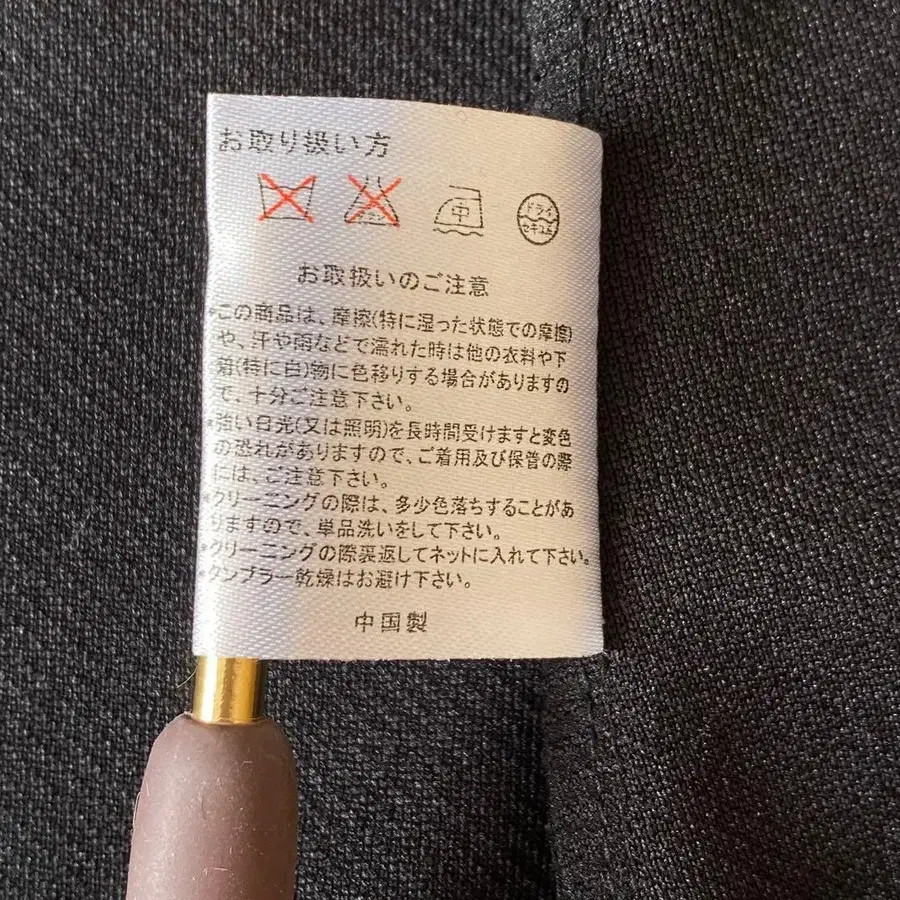 お取り扱い方
中
ドライ
セキユ系
お取扱いのご注意
*この商品は、摩擦(特に湿った状態での摩擦)
や、汗や雨などで濡れた時は他の衣料や下
着(特に白)物に色移りする場合がありますの
で、十分ご注意下さい。
*強い日光(又は照明)を長時間受けますと変色
の恐れがありますので、ご着用及び保管の際
には、ご注意下さい。
*クリーニングの際は、多少色落ちすることがあ
りますので、単品洗いをして下さい。
*クリーニングの際裏返してネットに入れて下さい。
*タンブラー乾燥はお避け下さい。
中国製